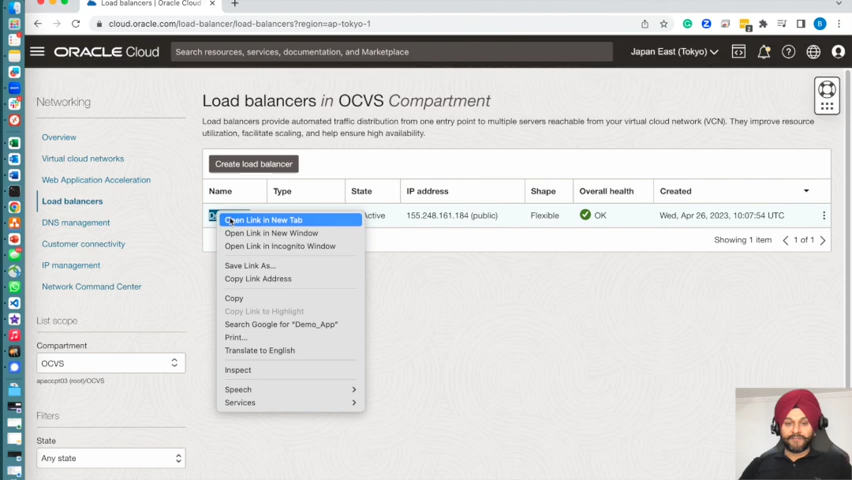 Load balancers | Oracle Cloud
cloud.oracle.com/load-balancer/load-balancers?region=ap-tokyo-1
ORACLE Cloud
Search resources, services, documentation, and Marketplace
Japan East (Tokyo)
Networking
Overview
Virtual cloud networks
Web Application Acceleration
Load balancers
DNS management
Customer connectivity
IP management
Network Command Center
List scope
Compartment
OCVS
apaccpt03 (root)/OCVS
Filters
State
Any state
Load balancers in OCVS Compartment
Load balancers provide automated traffic distribution from one entry point to multiple servers reachable from your virtual cloud network (VCN). They improve resource
utilization, facilitate scaling, and help ensure high availability.
Create load balancer
Name Type State IP address Shape Overall health Created
Active 155.248.161.184 (public) Flexible OK Wed, Apr 26, 2023, 10:07:54 UTC
Showing 1 item 1 of 1
Open Link in New Tab
Open Link in New Window
Open Link in Incognito Window
Save Link As...
Copy Link Address
Copy
Copy Link to Highlight
Search Google for "Demo_App"
Print...
Translate to English
Inspect
Speech
Services